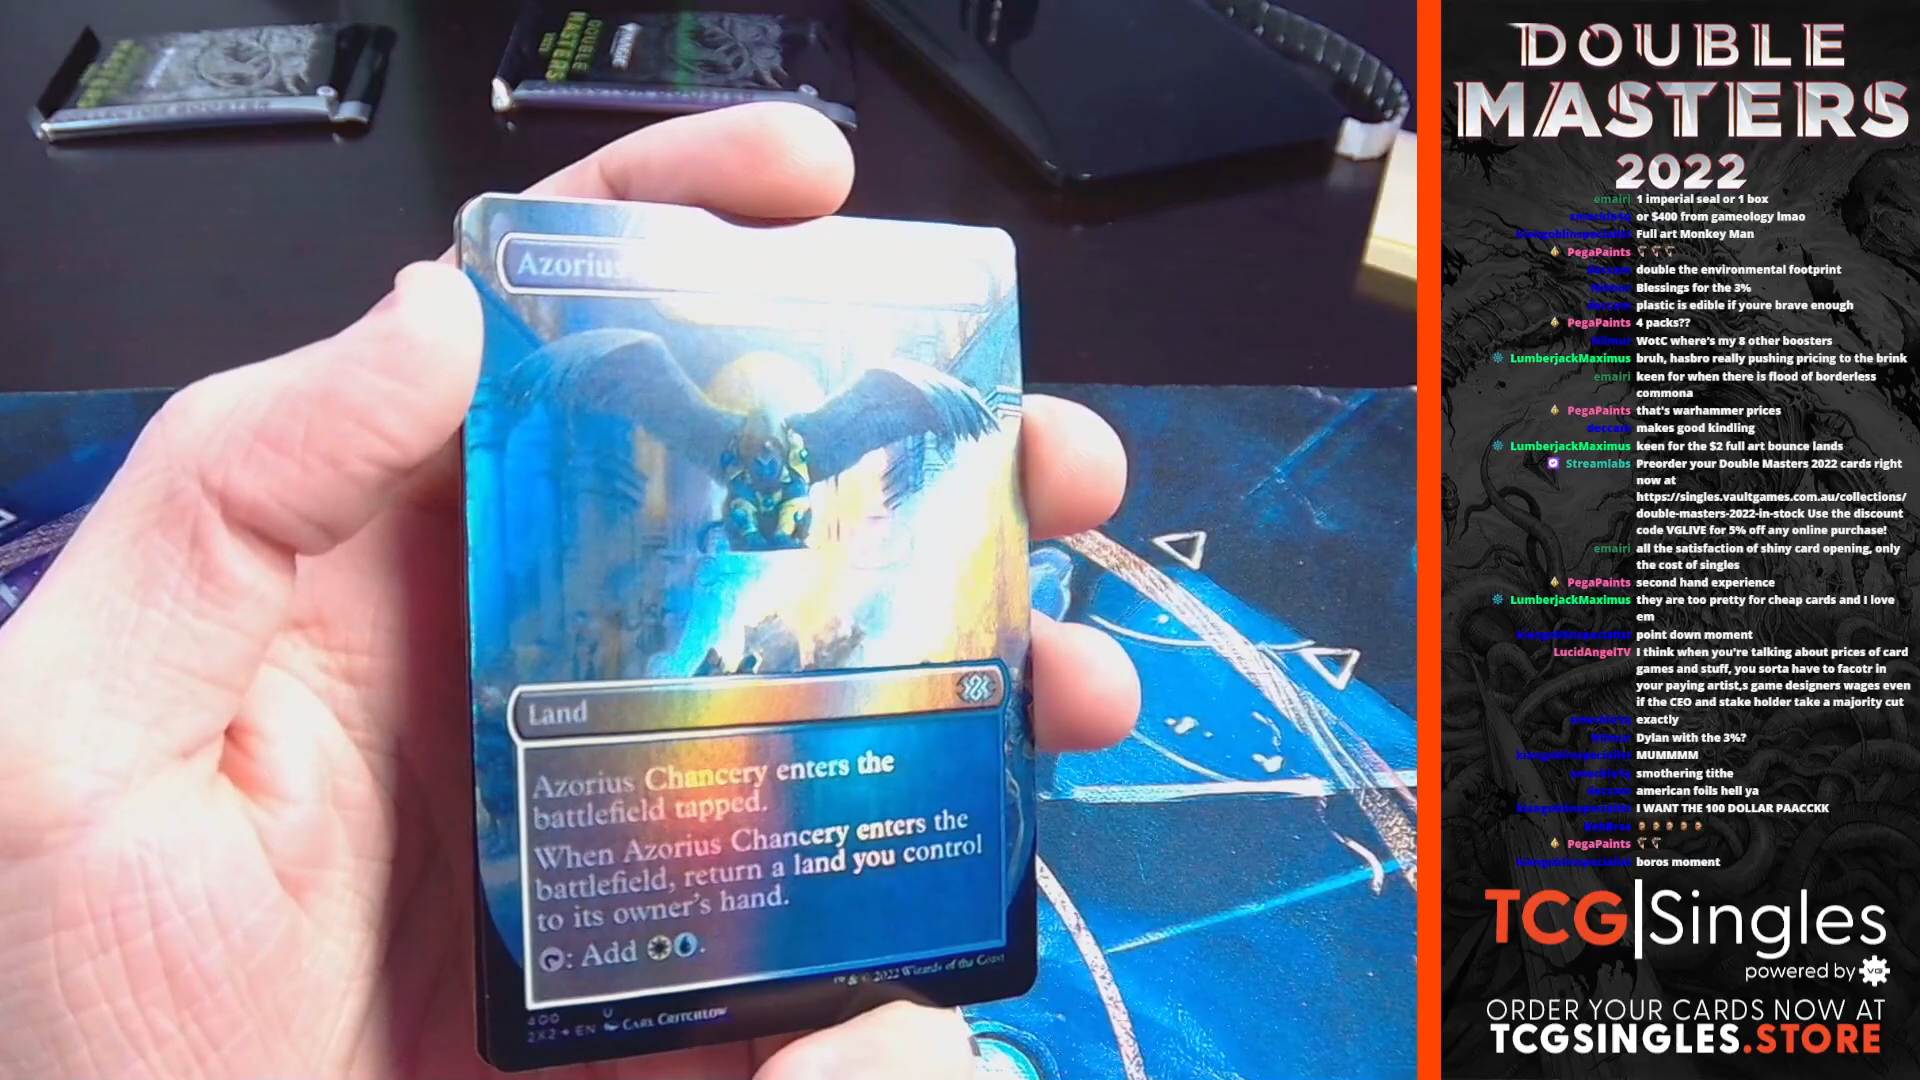 DOUBLE
MASTERS
DOUBLE
MASTERS
2022
Azorius
Land
Azorius Chancery enters the
battlefield tapped.
When Azorius Chancery enters the
battlefield, return a land you control
to its owner's hand.
: Add
™ & © 2022 Wizards of the Coast
400 U
2X2 • EN CARL CRITCHLOW
emairi 1 imperial seal or 1 box
or $400 from gameology lmao
Full art Monkey Man
PegaPaints
double the environmental footprint
Blessings for the 3%
plastic is edible if youre brave enough
PegaPaints 4 packs??
WotC where's my 8 other boosters
LumberjackMaximus bruh, hasbro really pushing pricing to the brink
emairi keen for when there is flood of borderless
commona
PegaPaints that's warhammer prices
makes good kindling
LumberjackMaximus keen for the $2 full art bounce lands
Streamlabs Preorder your Double Masters 2022 cards right
now at
https://singles.vaultgames.com.au/collections/
double-masters-2022-in-stock Use the discount
code VGLIVE for 5% off any online purchase!
emairi all the satisfaction of shiny card opening, only
the cost of singles
PegaPaints second hand experience
LumberjackMaximus they are too pretty for cheap cards and I love
em
point down moment
LucidAngelTV I think when you're talking about prices of card
games and stuff, you sorta have to facotr in
your paying artist,s game designers wages even
if the CEO and stake holder take a majority cut
exactly
Dylan with the 3%?
MUMMMM
smothering tithe
american foils hell ya
I WANT THE 100 DOLLAR PAACCKK
PegaPaints
boros moment
TCG|Singles
powered by VG
ORDER YOUR CARDS NOW AT
TCGSINGLES.STORE